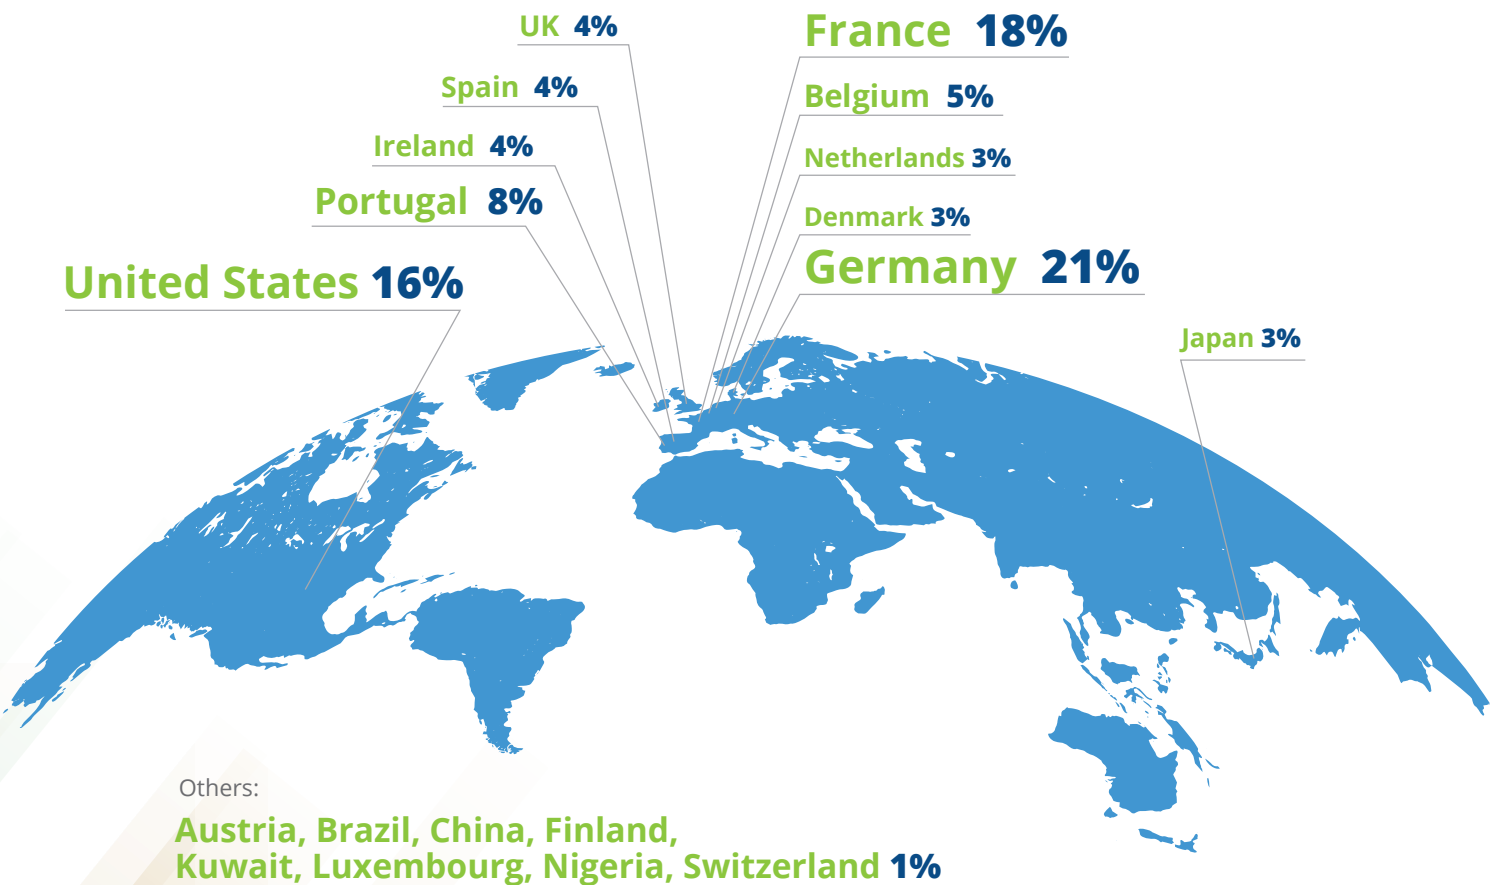 UK 4%
France 18%
Spain 4%
Belgium 5%
Ireland 4%
Netherlands 3%
Portugal 8%
Denmark 3%
United States 16%
Germany 21%
Japan 3%
Others:
Austria, Brazil, China, Finland,
Kuwait, Luxembourg, Nigeria, Switzerland 1%